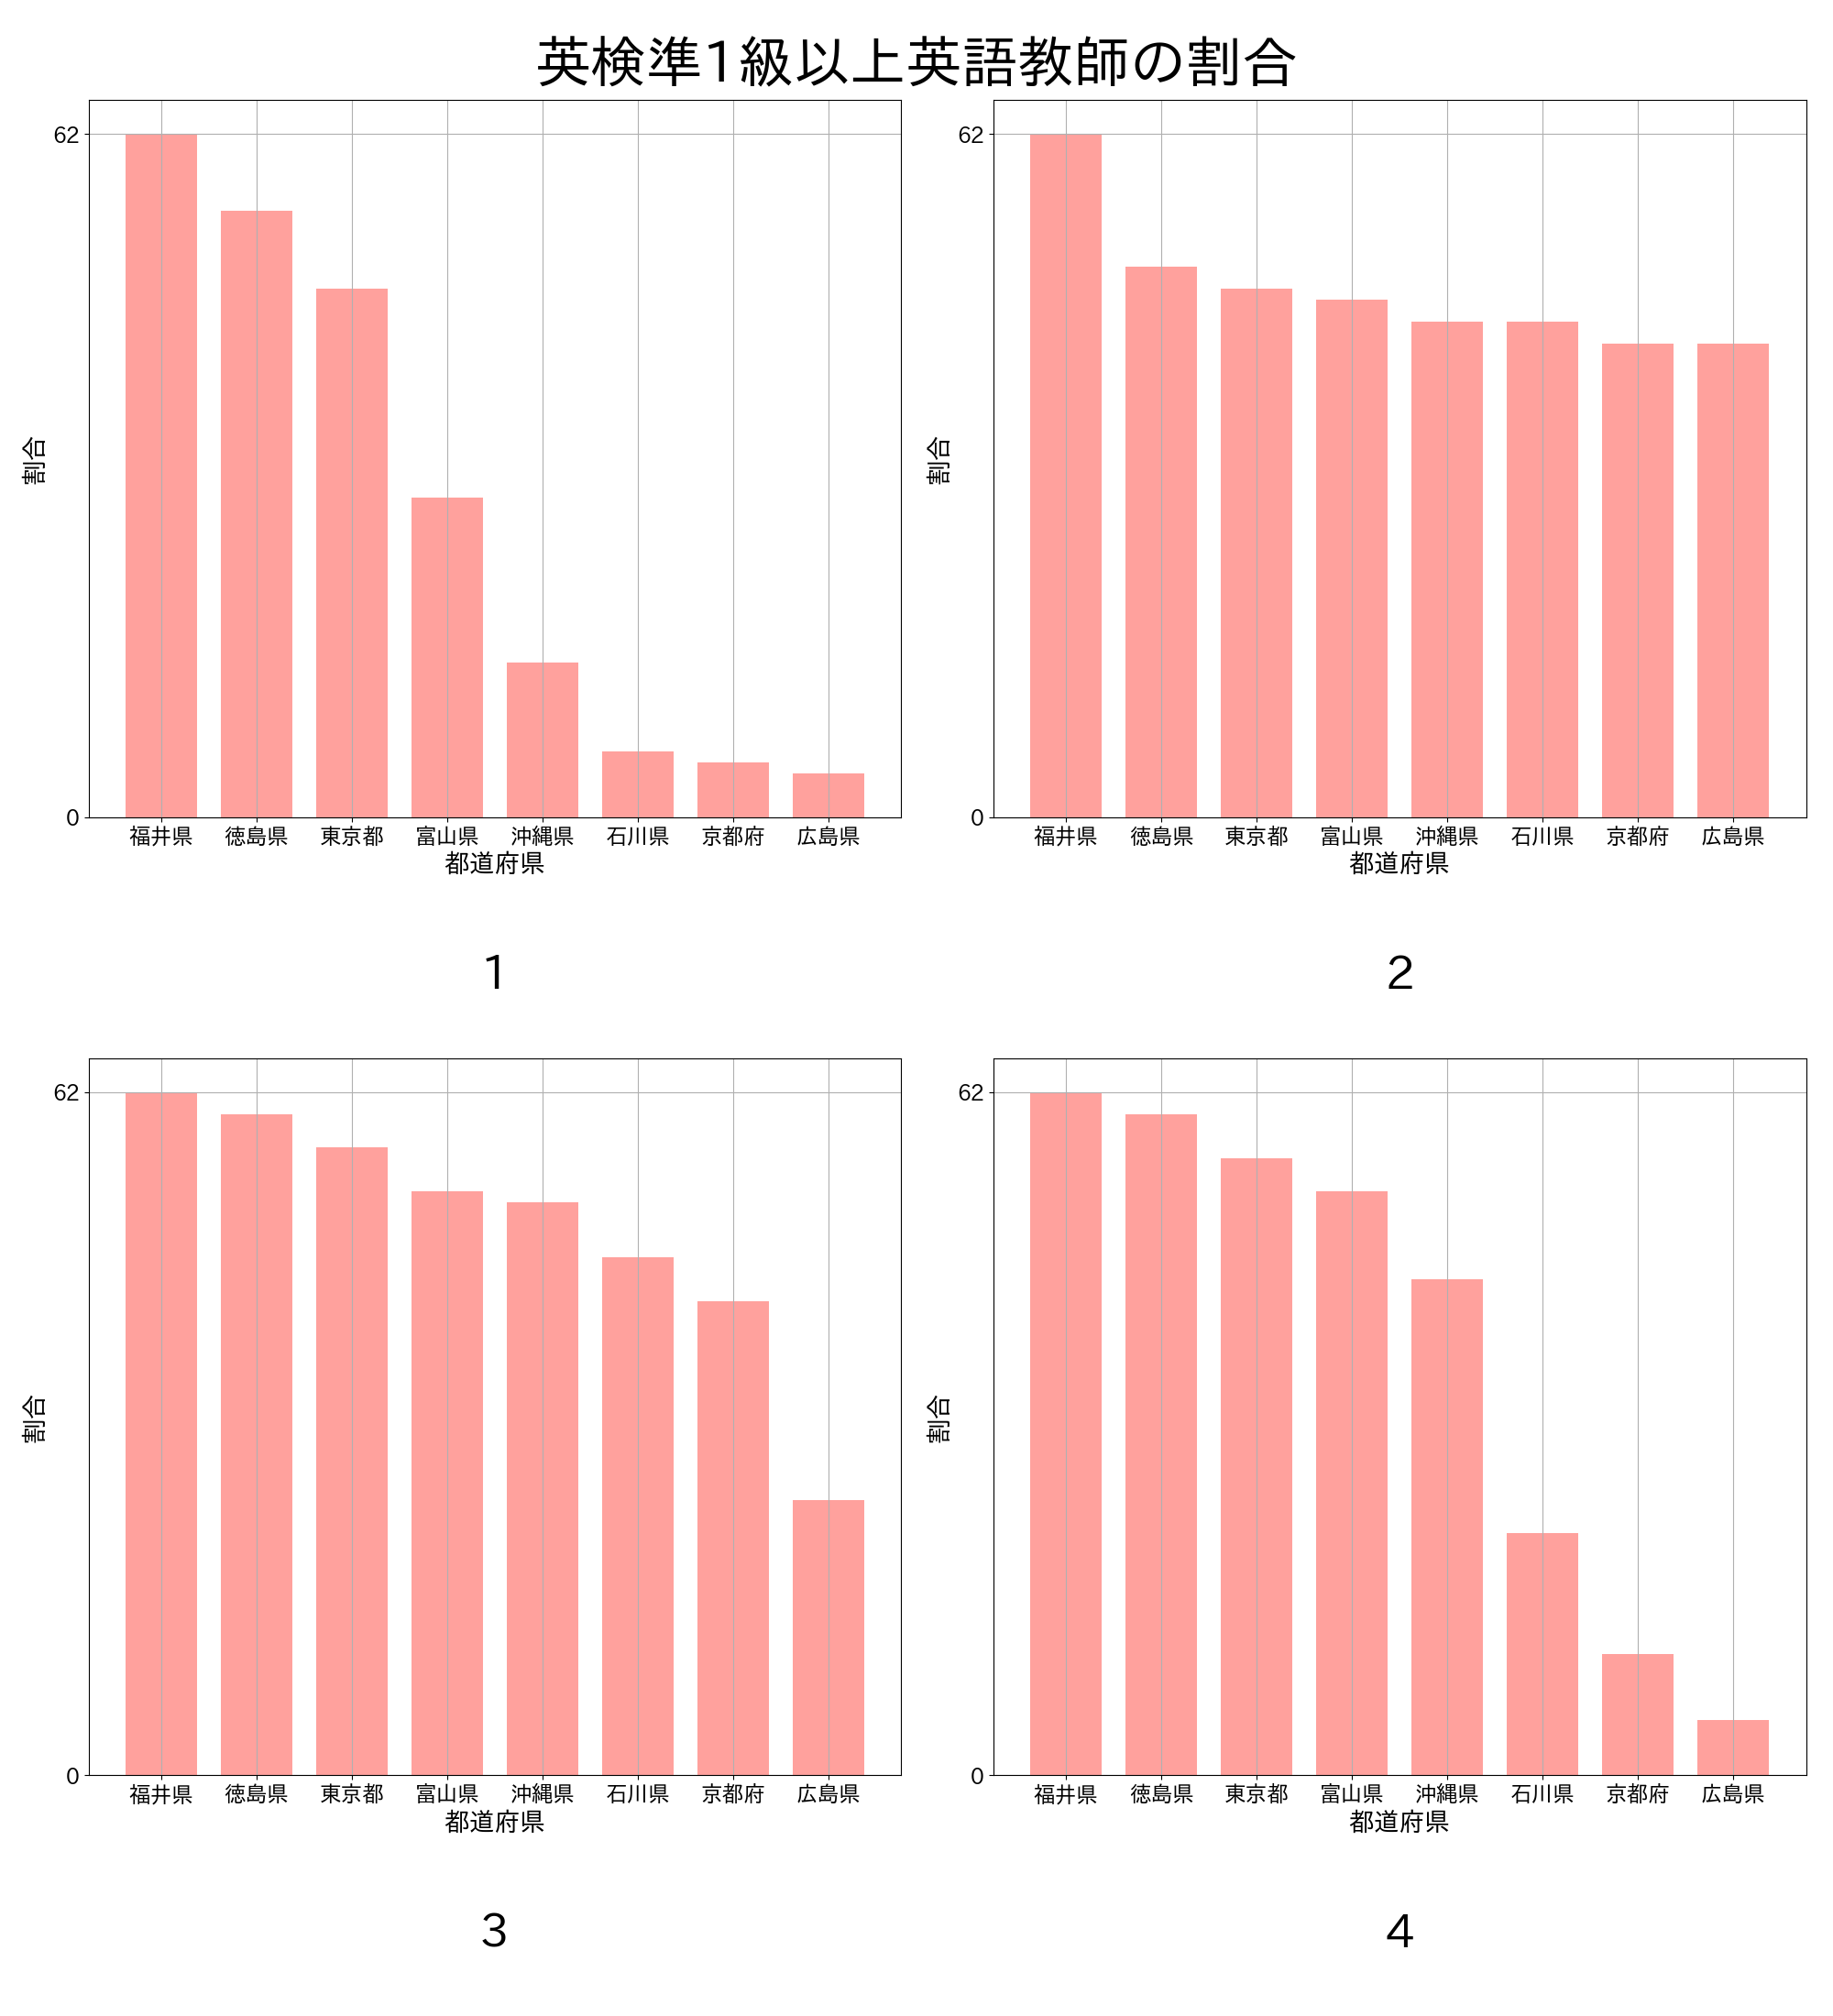 英検準1級以上英語教師の割合
62
0
割合
福井県 徳島県 東京都 富山県 沖縄県 石川県 京都府 広島県
都道府県
1
62
0
割合
福井県 徳島県 東京都 富山県 沖縄県 石川県 京都府 広島県
都道府県
2
62
0
割合
福井県 徳島県 東京都 富山県 沖縄県 石川県 京都府 広島県
都道府県
3
62
0
割合
福井県 徳島県 東京都 富山県 沖縄県 石川県 京都府 広島県
都道府県
4